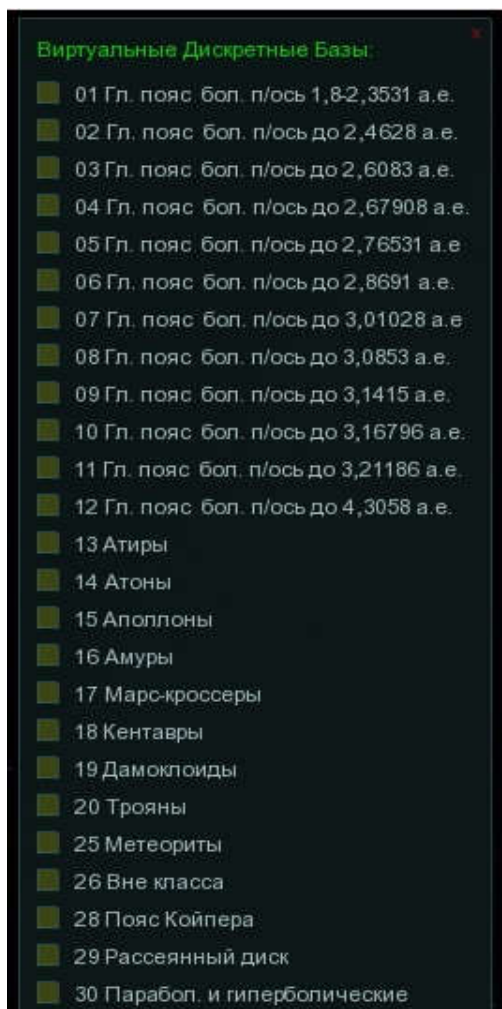 x
Виртуальные Дискретные Базы:
01 Гл. пояс бол. п/ось 1,8-2,3531 а.е.
02 Гл. пояс бол. п/ось до 2,4628 а.е.
03 Гл. пояс бол. п/ось до 2,6083 а.е.
04 Гл. пояс бол. п/ось до 2,67908 а.е.
05 Гл. пояс бол. п/ось до 2,76531 а.е
06 Гл. пояс бол. п/ось до 2,8691 а.е.
07 Гл. пояс бол. п/ось до 3,01028 а.е
08 Гл. пояс бол. п/ось до 3,0853 а.е.
09 Гл. пояс бол. п/ось до 3,1415 а.е.
10 Гл. пояс бол. п/ось до 3,16796 а.е.
11 Гл. пояс бол. п/ось до 3,21186 а.е.
12 Гл. пояс бол. п/ось до 4,3058 а.е.
13 Атиры
14 Атоны
15 Аполлоны
16 Амуры
17 Марс-кроссеры
18 Кентавры
19 Дамоклоиды
20 Трояны
25 Метеориты
26 Вне класса
28 Пояс Койпера
29 Рассеянный диск
30 Парабол. и гиперболические